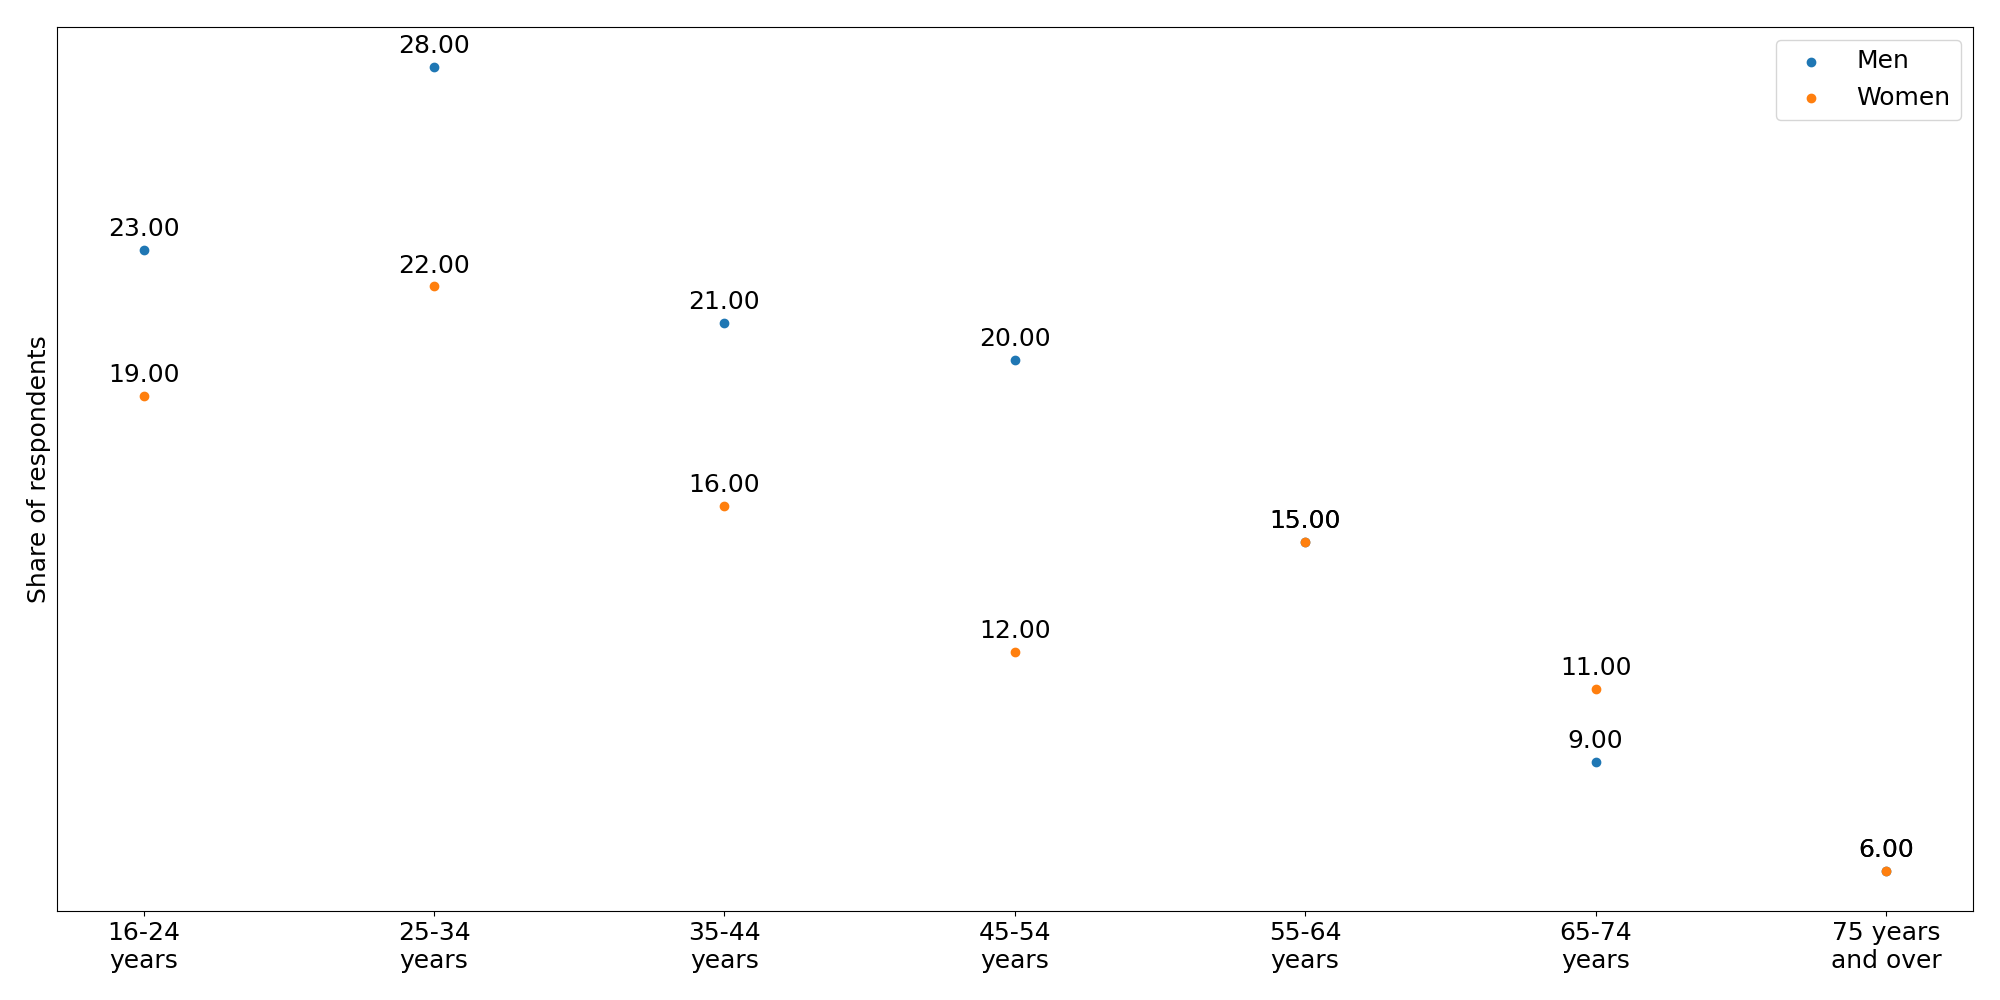 28.00
Men
Women
23.00
22.00
21.00
20.00
19.00
16.00
15.00
12.00
11.00
9.00
6.00
Share of respondents
16-24
years
25-34
years
35-44
years
45-54
years
55-64
years
65-74
years
75 years
and over